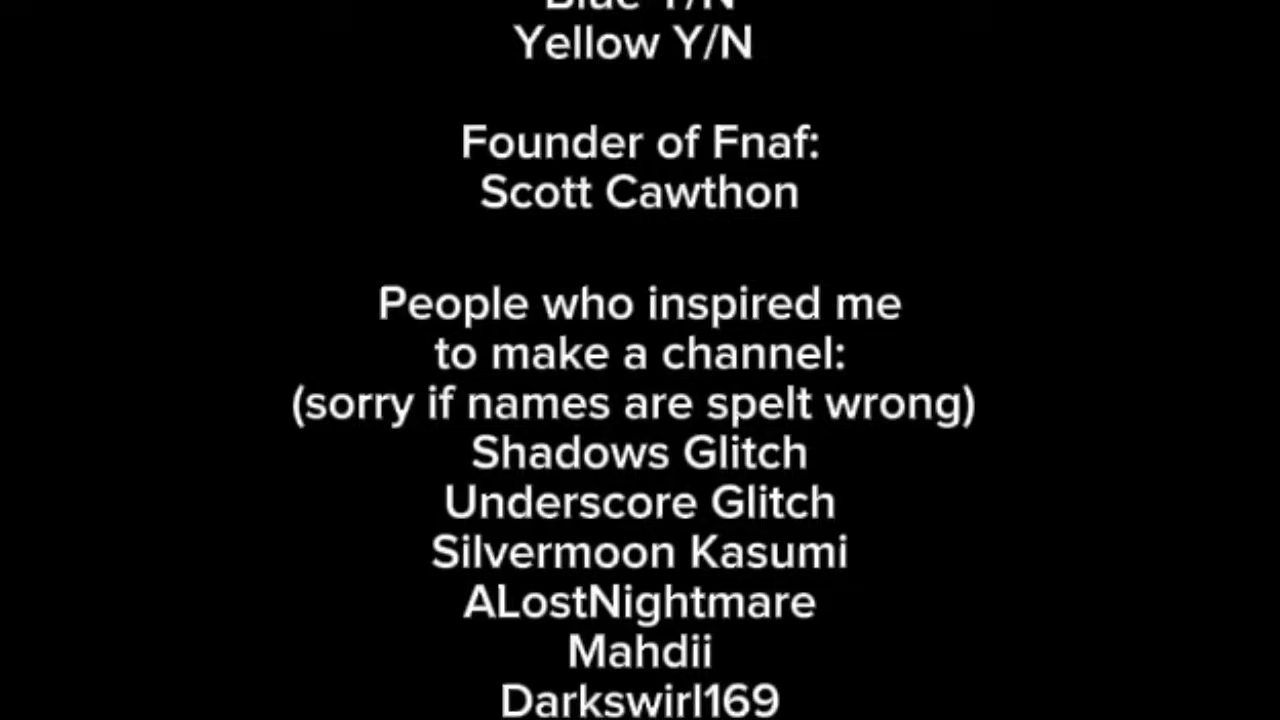 Blue Y/N
Yellow Y/N
Founder of Fnaf:
Scott Cawthon
People who inspired me
to make a channel:
(sorry if names are spelt wrong)
Shadows Glitch
Underscore Glitch
Silvermoon Kasumi
ALostNightmare
Mahdii
Darkswirl169